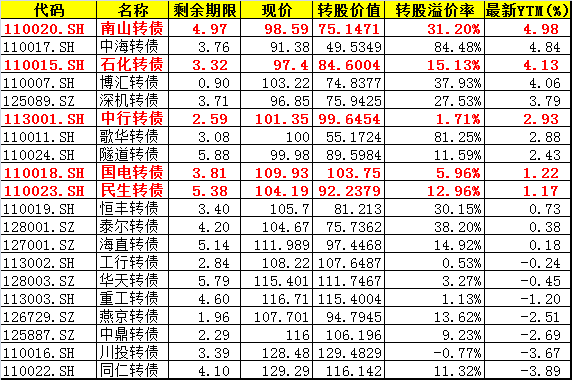 代码 名称 剩余期限 现价 转股价值 转股溢价率 最新YTM(%)
110020.SH 南山转债 4.97 98.59 75.1471 31.20% 4.98
110017.SH 中海转债 3.76 91.38 49.5349 84.48% 4.84
110015.SH 石化转债 3.32 97.4 84.6004 15.13% 4.13
110007.SH 博汇转债 0.90 103.22 74.8377 37.93% 4.06
125089.SZ 深机转债 3.71 96.85 75.9425 27.53% 3.79
113001.SH 中行转债 2.59 101.35 99.6454 1.71% 2.93
110011.SH 歌华转债 3.08 100 55.1724 81.25% 2.88
110024.SH 隧道转债 5.88 99.98 89.5984 11.59% 2.43
110018.SH 国电转债 3.81 109.93 103.75 5.96% 1.22
110023.SH 民生转债 5.38 104.19 92.2379 12.96% 1.17
110019.SH 恒丰转债 3.40 105.7 81.213 30.15% 0.73
128001.SZ 泰尔转债 4.20 104.67 75.7362 38.20% 0.38
127001.SZ 海直转债 5.14 111.989 97.4468 14.92% 0.18
113002.SH 工行转债 2.84 108.22 107.6487 0.53% -0.24
128003.SZ 华天转债 5.79 115.401 111.7467 3.27% -0.45
113003.SH 重工转债 4.60 116.71 115.4004 1.13% -1.20
126729.SZ 燕京转债 1.96 107.701 94.7945 13.62% -2.51
125887.SZ 中鼎转债 2.29 116 106.196 9.23% -2.69
110016.SH 川投转债 3.39 128.48 129.4829 -0.77% -3.67
110022.SH 同仁转债 4.10 129.29 116.142 11.32% -3.89